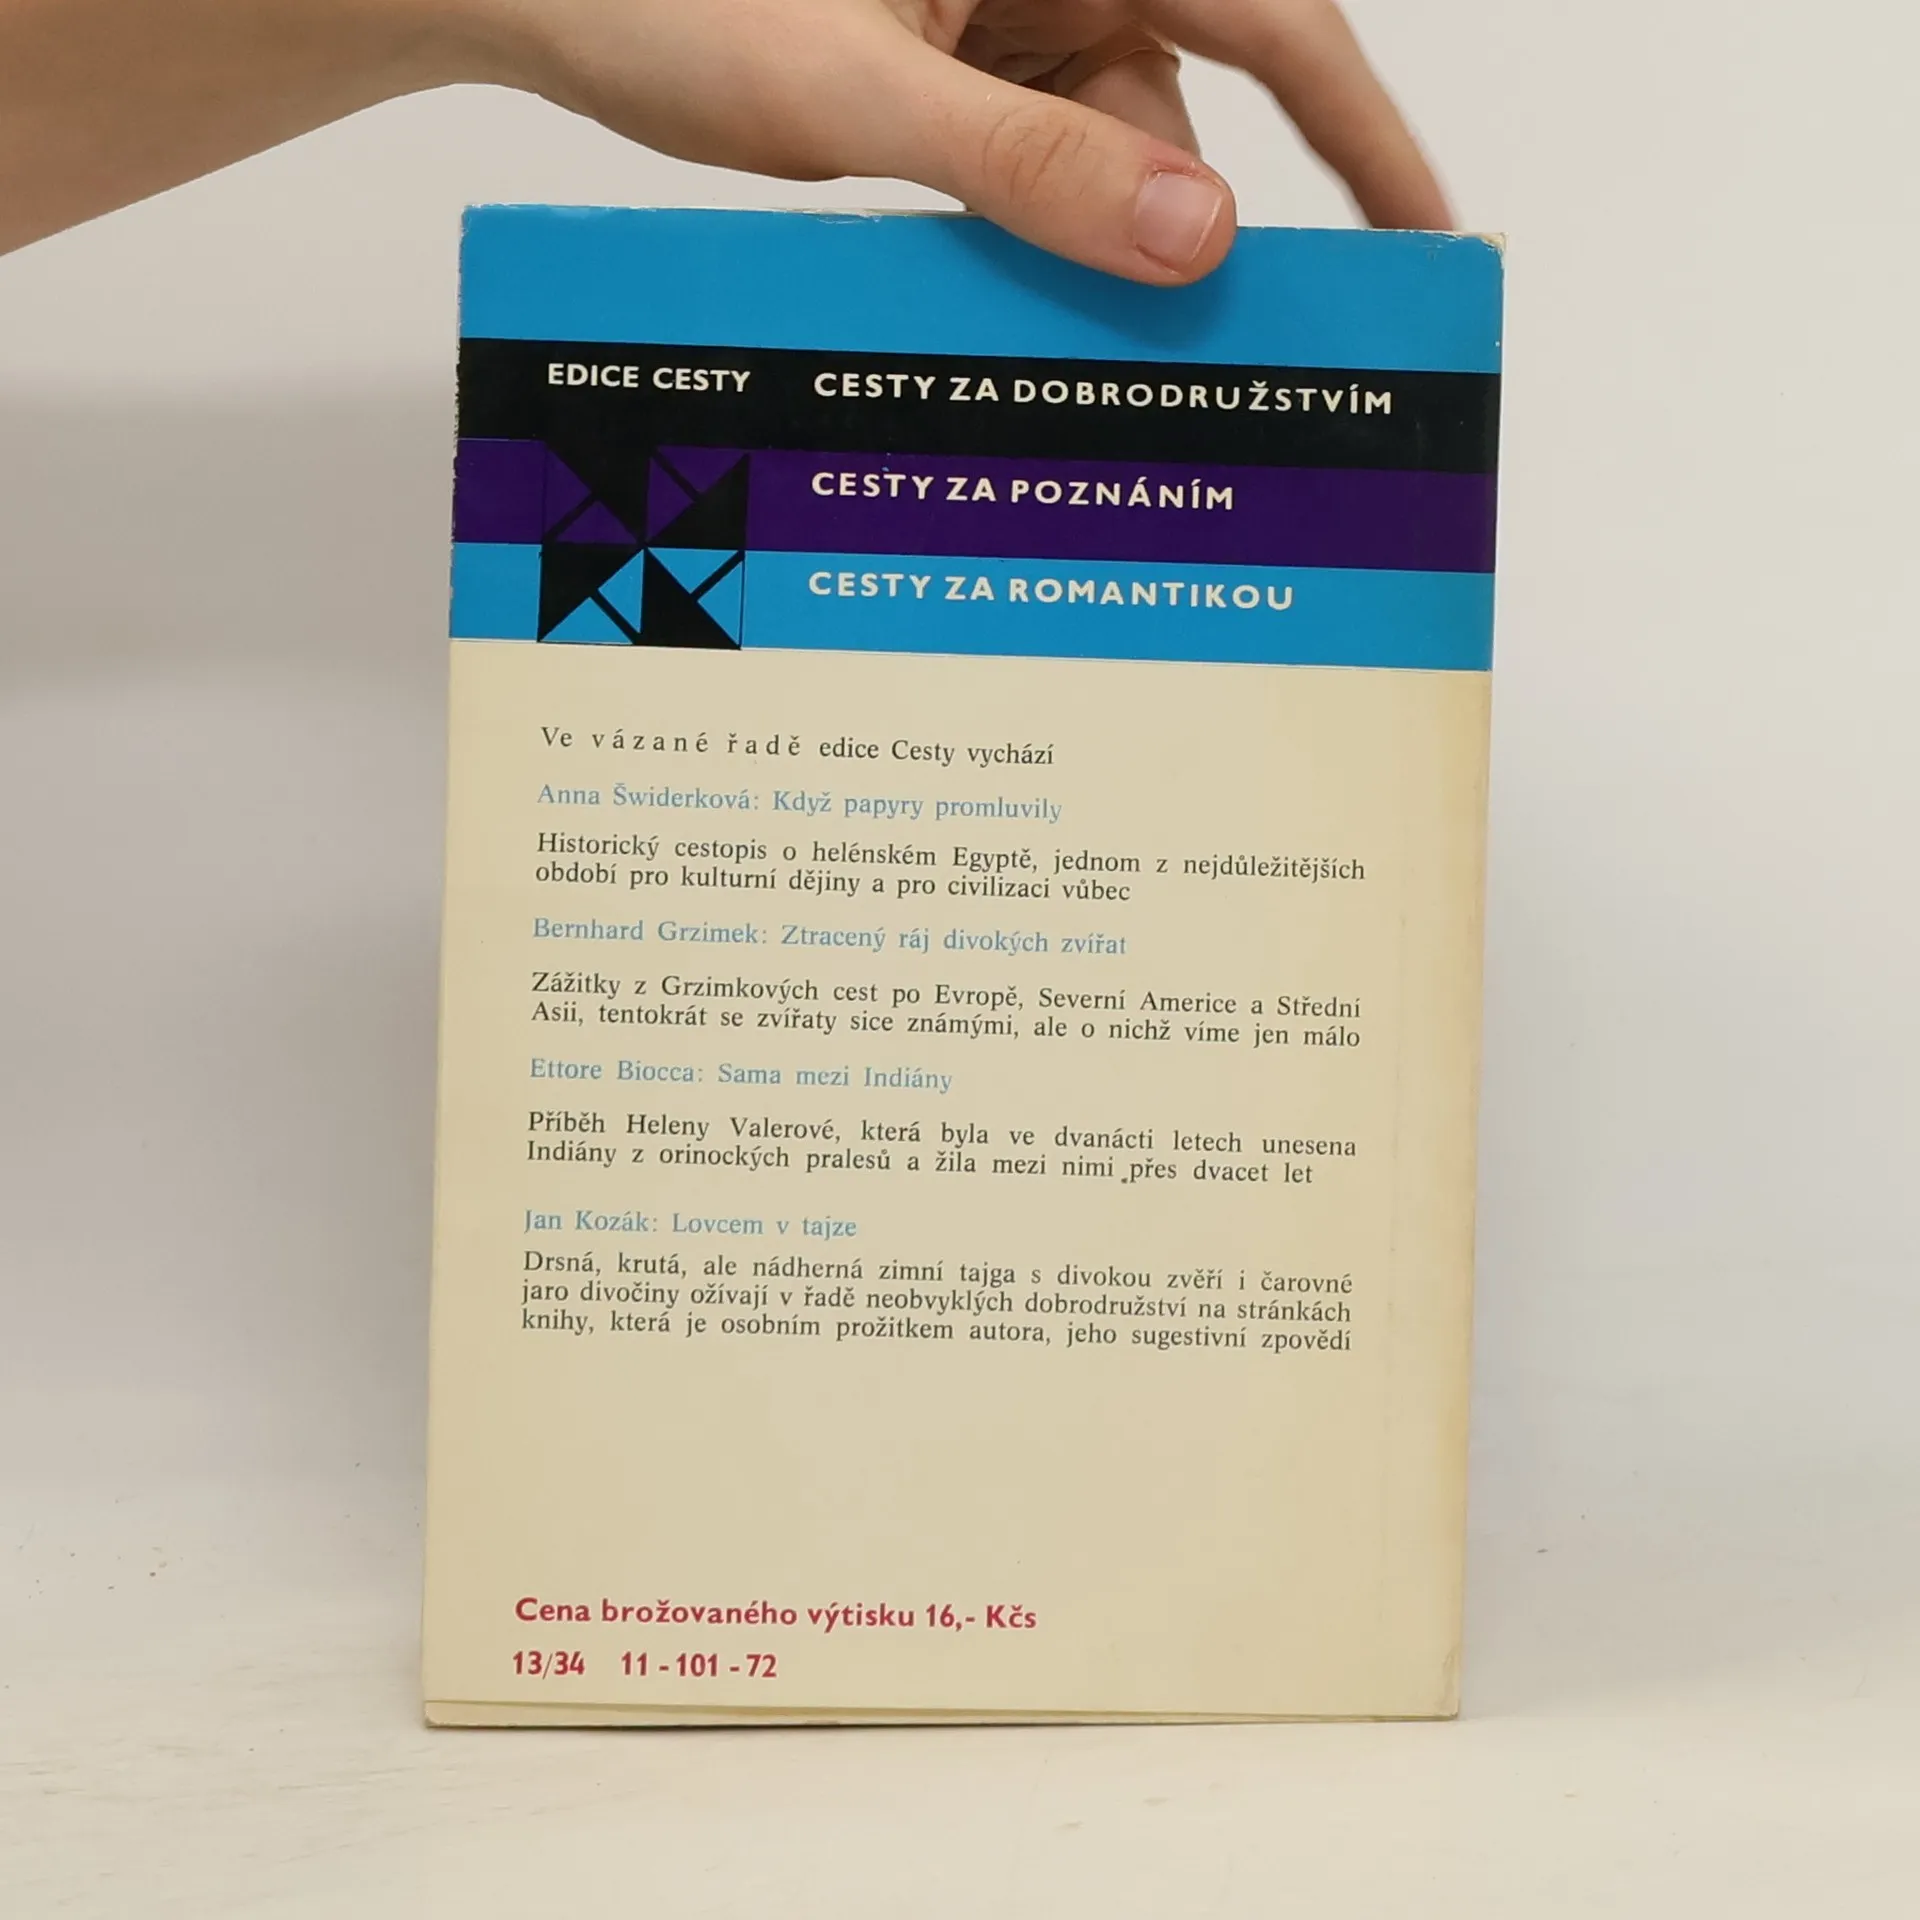 EDICE CESTY CESTY ZA DOBRODRUŽSTVÍM
CESTY ZA POZNÁNÍM
CESTY ZA ROMANTIKOU
Ve vázané řadě edice Cesty vychází
Anna Šwiderková: Když papyry promluvily
Historický cestopis o helénském Egyptě, jednom z nejdůležitějších
období pro kulturní dějiny a pro civilizaci vůbec
Bernhard Grzimek: Ztracený ráj divokých zvířat
Zážitky z Grzimkových cest po Evropě, Severní Americe a Střední
Asii, tentokrát se zvířaty sice známými, ale o nichž víme jen málo
Ettore Biocca: Sama mezi Indiány
Příběh Heleny Valerové, která byla ve dvanácti letech unesena
Indiány z orinockých pralesů a žila mezi nimi přes dvacet let
Jan Kozák: Lovcem v tajze
Drsná, krutá, ale nádherná zimní tajga s divokou zvěří i čarovné
jaro divočiny ožívají v řadě neobvyklých dobrodružství na stránkách
knihy, která je osobním prožitkem autora, jeho sugestivní zpovědí
Cena brožovaného výtisku 16,- Kčs
13/34 11 - 101 - 72